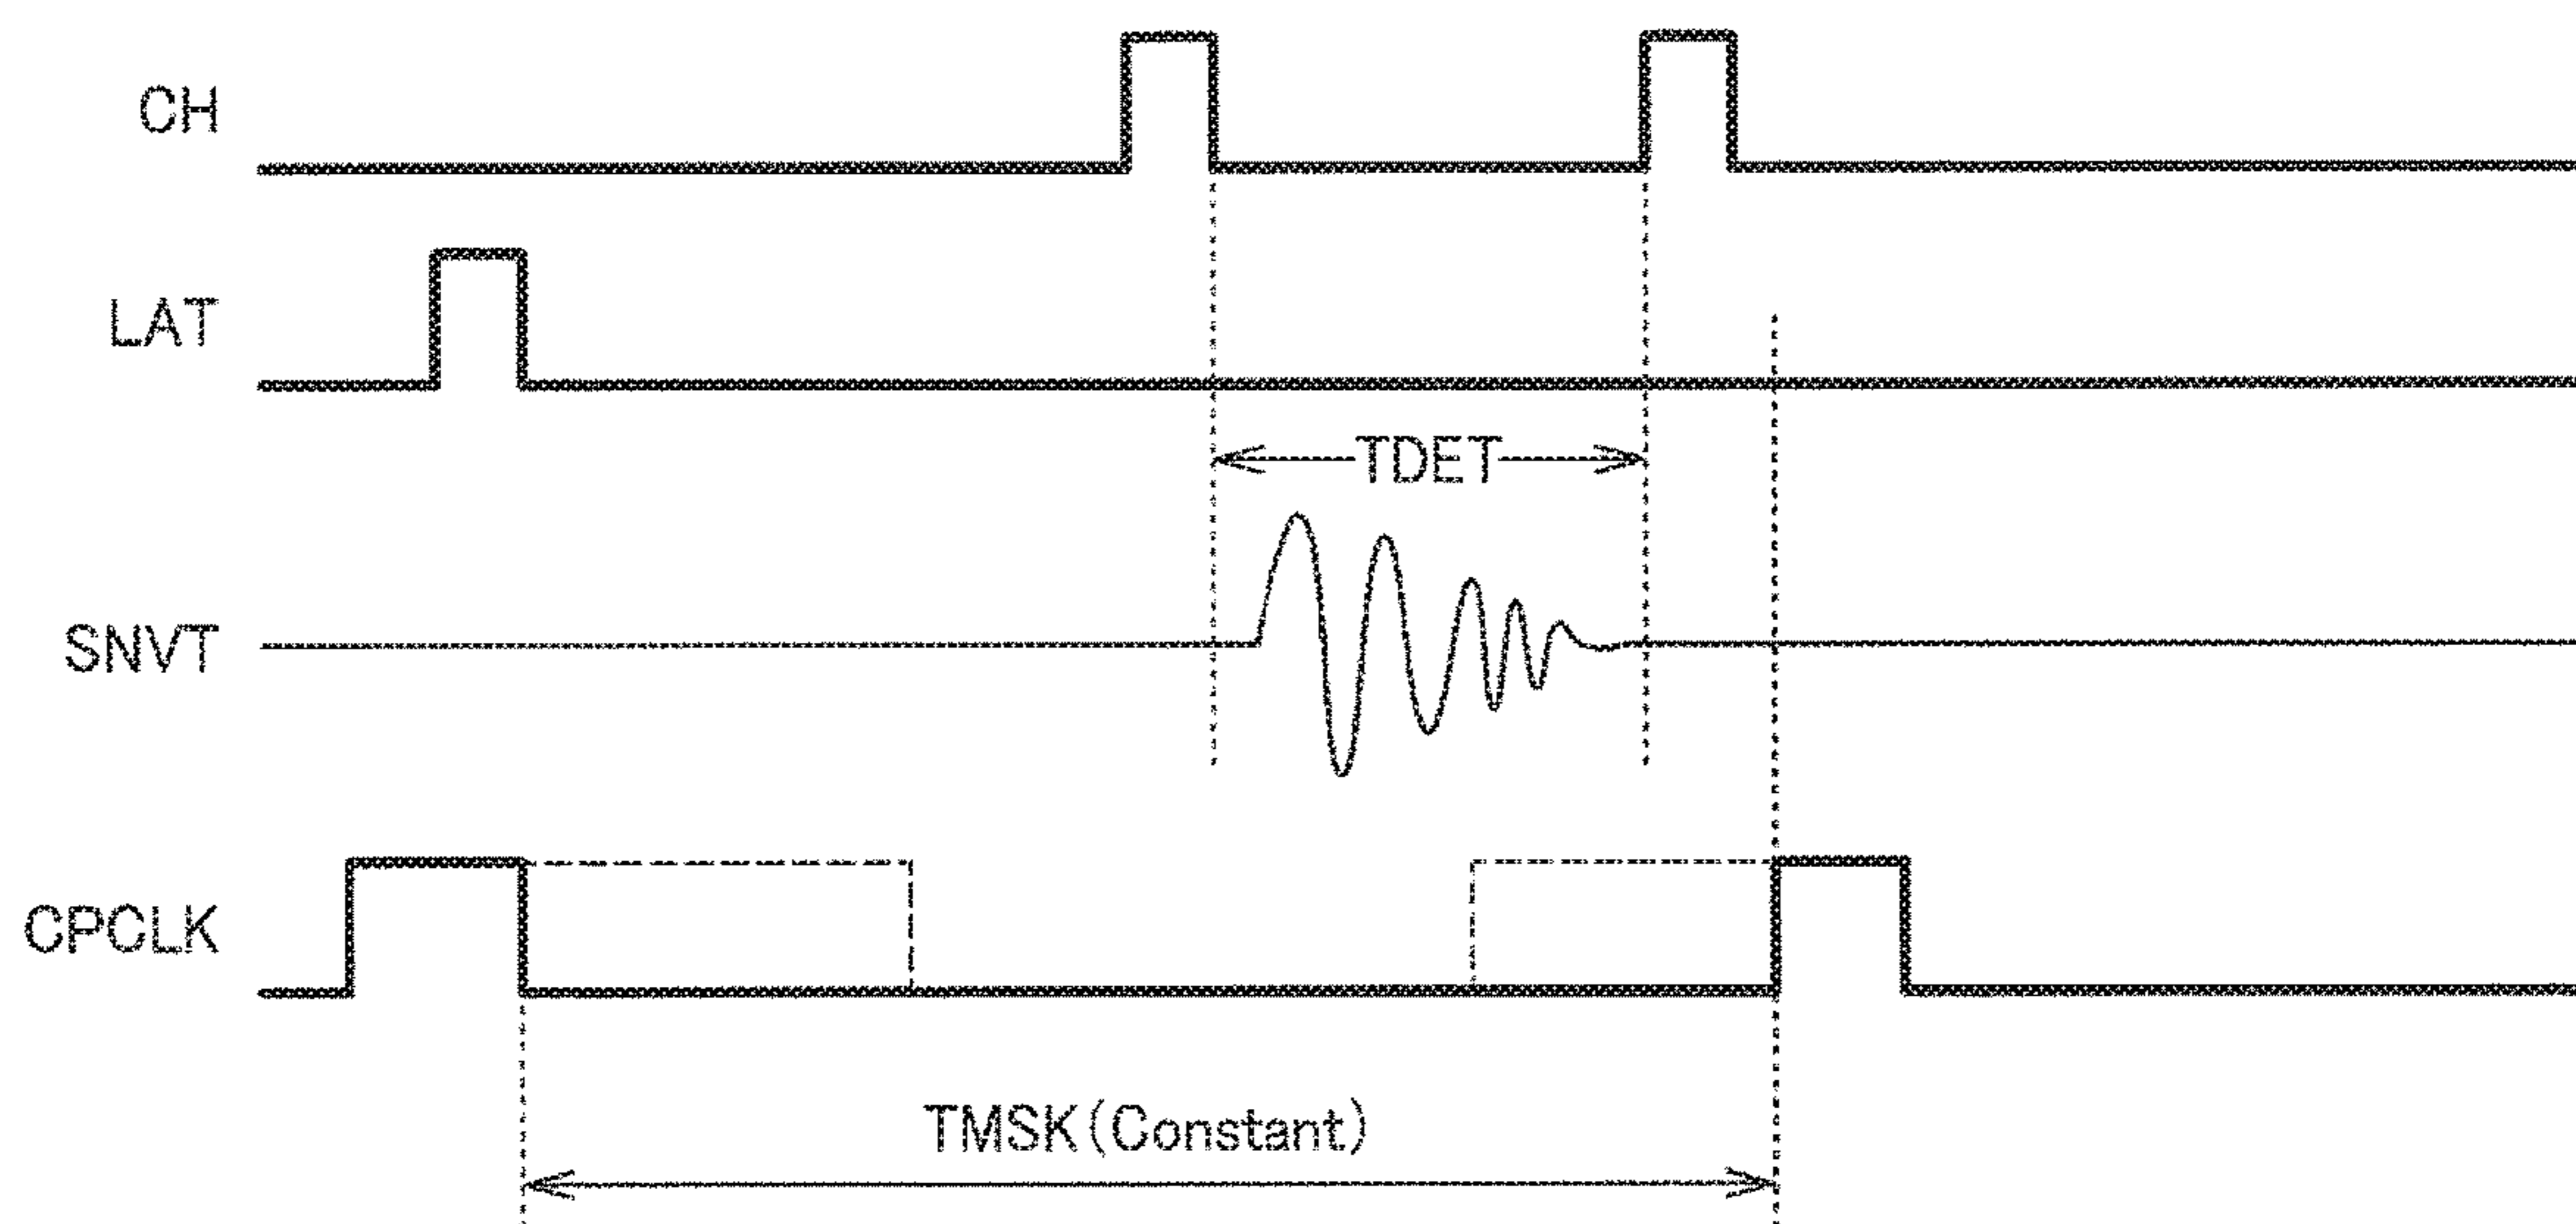 CH
LAT
TDET
SNVT
CPCLK
TMSK(Constant)